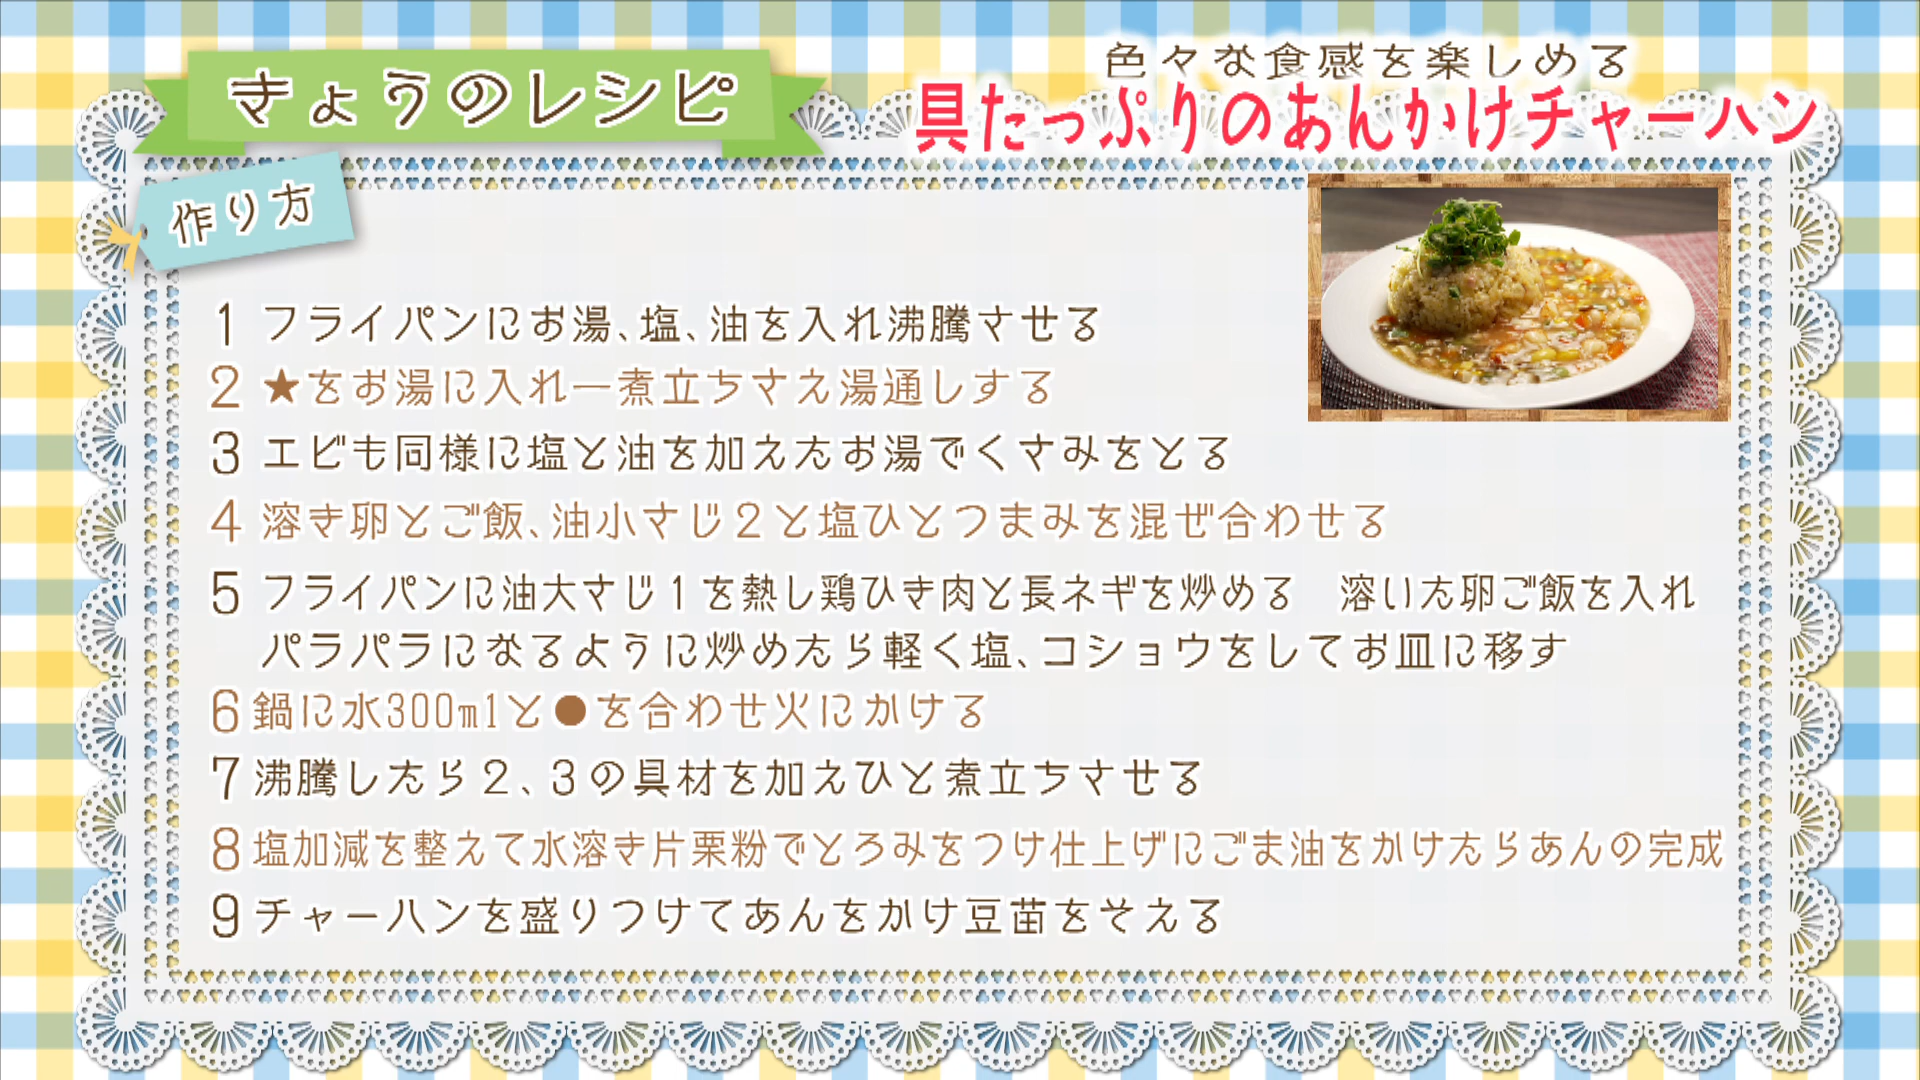 きょうのレシピ
色々な食感を楽しめる
具たっぷりのあんかけチャーハン
作り方
1 フライパンにお湯、塩、油を入れ沸騰させる
2 ★をお湯に入れ一煮立ちさえ湯通しする
3 エビも同様に塩と油を加えたお湯でくさみをとる
4 溶き卵とご飯、油小さじ２と塩ひとつまみを混ぜ合わせる
5 フライパンに油大さじ１を熱し鶏ひき肉と長ネギを炒める　溶いた卵ご飯を入れ
パラパラになるように炒めたら軽く塩、コショウをしてお皿に移す
6 鍋に水300mlと●を合わせ火にかける
7 沸騰したら２、３の具材を加えひと煮立ちさせる
8 塩加減を整えて水溶き片栗粉でとろみをつけ仕上げにごま油をかけたらあんの完成
9 チャーハンを盛りつけてあんをかけ豆苗をそえる